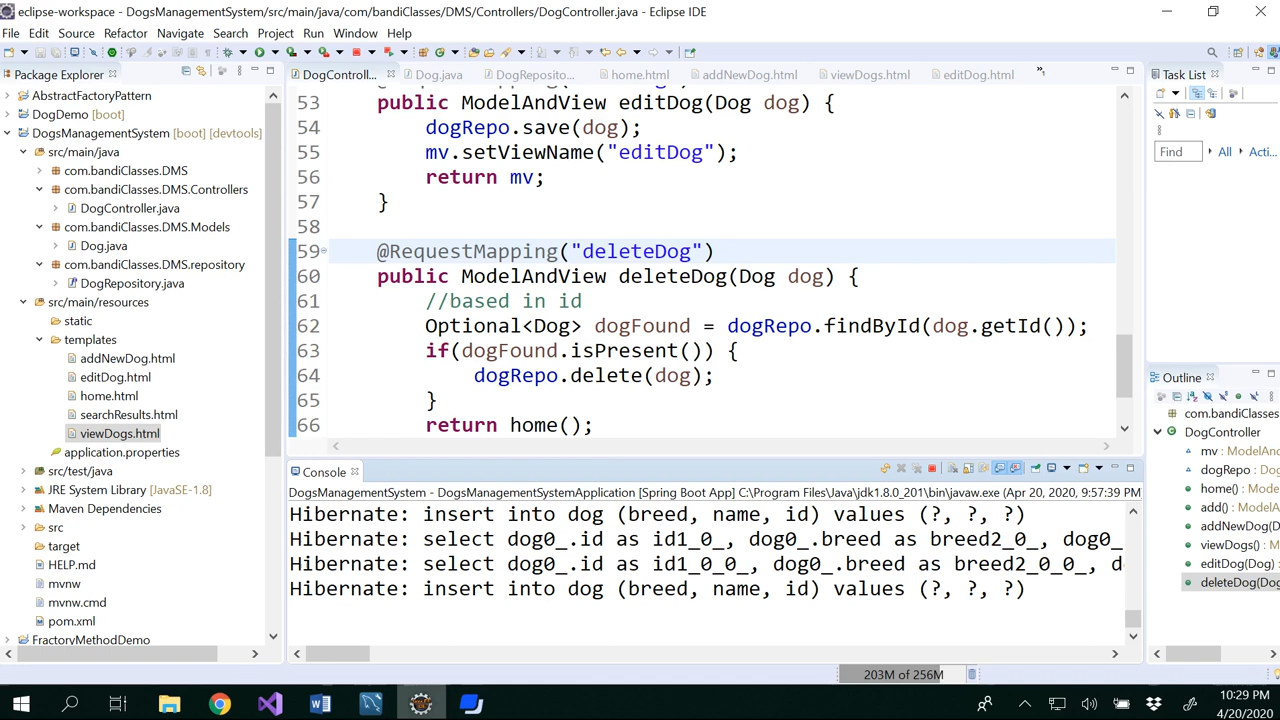 eclipse-workspace - DogsManagementSystem/src/main/java/com/bandiClasses/DMS/Controllers/DogController.java - Eclipse IDE
File Edit Source Refactor Navigate Search Project Run Window Help
Package Explorer
AbstractFactoryPattern
DogDemo [boot]
DogsManagementSystem [boot] [devtools]
src/main/java
com.bandiClasses.DMS
com.bandiClasses.DMS.Controllers
DogController.java
com.bandiClasses.DMS.Models
Dog.java
com.bandiClasses.DMS.repository
DogRepository.java
src/main/resources
static
templates
addNewDog.html
editDog.html
home.html
searchResults.html
viewDogs.html
application.properties
src/test/java
JRE System Library [JavaSE-1.8]
Maven Dependencies
src
target
HELP.md
mvnw
mvnw.cmd
pom.xml
FactoryMethodDemo
DogControll... Dog.java DogReposito... home.html addNewDog.html viewDogs.html editDog.html
53 public ModelAndView editDog(Dog dog) {
54 dogRepo.save(dog);
55 mv.setViewName("editDog");
56 return mv;
57 }
58
59 @RequestMapping("deleteDog")
60 public ModelAndView deleteDog(Dog dog) {
61 //based in id
62 Optional<Dog> dogFound = dogRepo.findById(dog.getId());
63 if(dogFound.isPresent()) {
64 dogRepo.delete(dog);
65 }
66 return home();
Console
DogsManagementSystem - DogsManagementSystemApplication [Spring Boot App] C:\Program Files\Java\jdk1.8.0_201\bin\javaw.exe (Apr 20, 2020, 9:57:39 PM
Hibernate: insert into dog (breed, name, id) values (?, ?, ?)
Hibernate: select dog0_.id as id1_0_, dog0_.breed as breed2_0_, dog0_
Hibernate: select dog0_.id as id1_0_0_, dog0_.breed as breed2_0_0_, d
Hibernate: insert into dog (breed, name, id) values (?, ?, ?)
Task List
Find All Acti...
Outline
com.bandiClasses
DogController
mv : ModelAn
dogRepo : Do
home() : Mode
add() : ModelA
addNewDog(D
viewDogs() : M
editDog(Dog) :
deleteDog(Do
203M of 256M
10:29 PM
4/20/2020